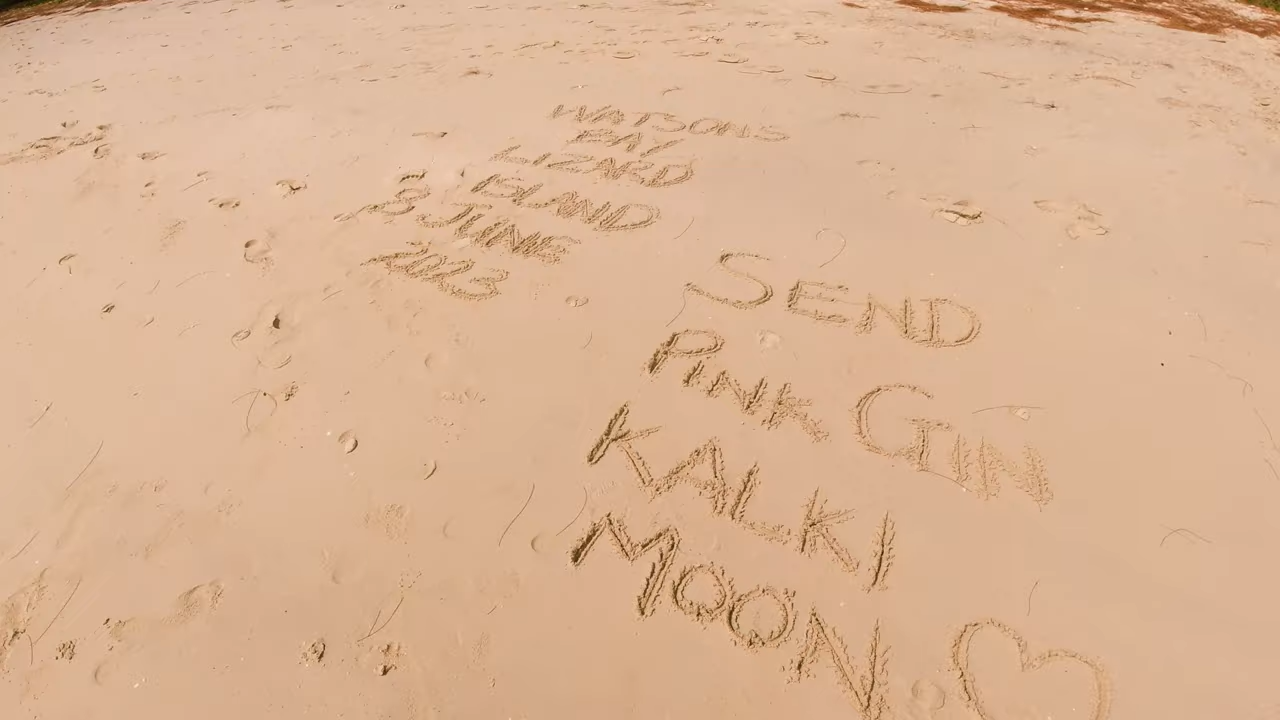 WATSONS
BAY
LIZARD
ISLAND
8 JUNE
2023
SEND
PINK GIN
KALKI
MOON